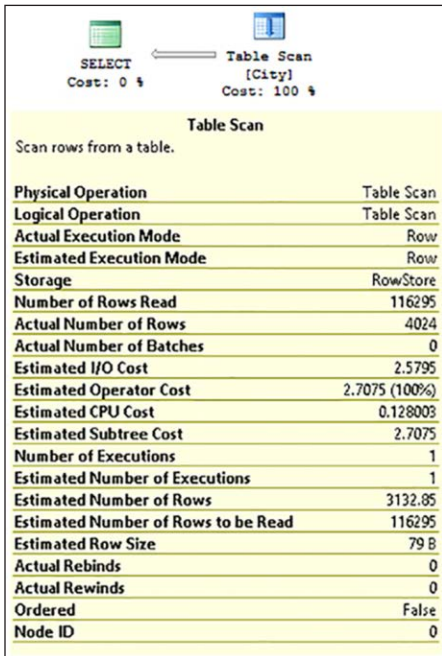 SELECT
Cost: 0 %
Table Scan
[City]
Cost: 100 %
Table Scan
Scan rows from a table.
Physical Operation Table Scan
Logical Operation Table Scan
Actual Execution Mode Row
Estimated Execution Mode Row
Storage RowStore
Number of Rows Read 116295
Actual Number of Rows 4024
Actual Number of Batches 0
Estimated I/O Cost 2.5795
Estimated Operator Cost 2.7075 (100%)
Estimated CPU Cost 0.128003
Estimated Subtree Cost 2.7075
Number of Executions 1
Estimated Number of Executions 1
Estimated Number of Rows 3132.85
Estimated Number of Rows to be Read 116295
Estimated Row Size 79 B
Actual Rebinds 0
Actual Rewinds 0
Ordered False
Node ID 0